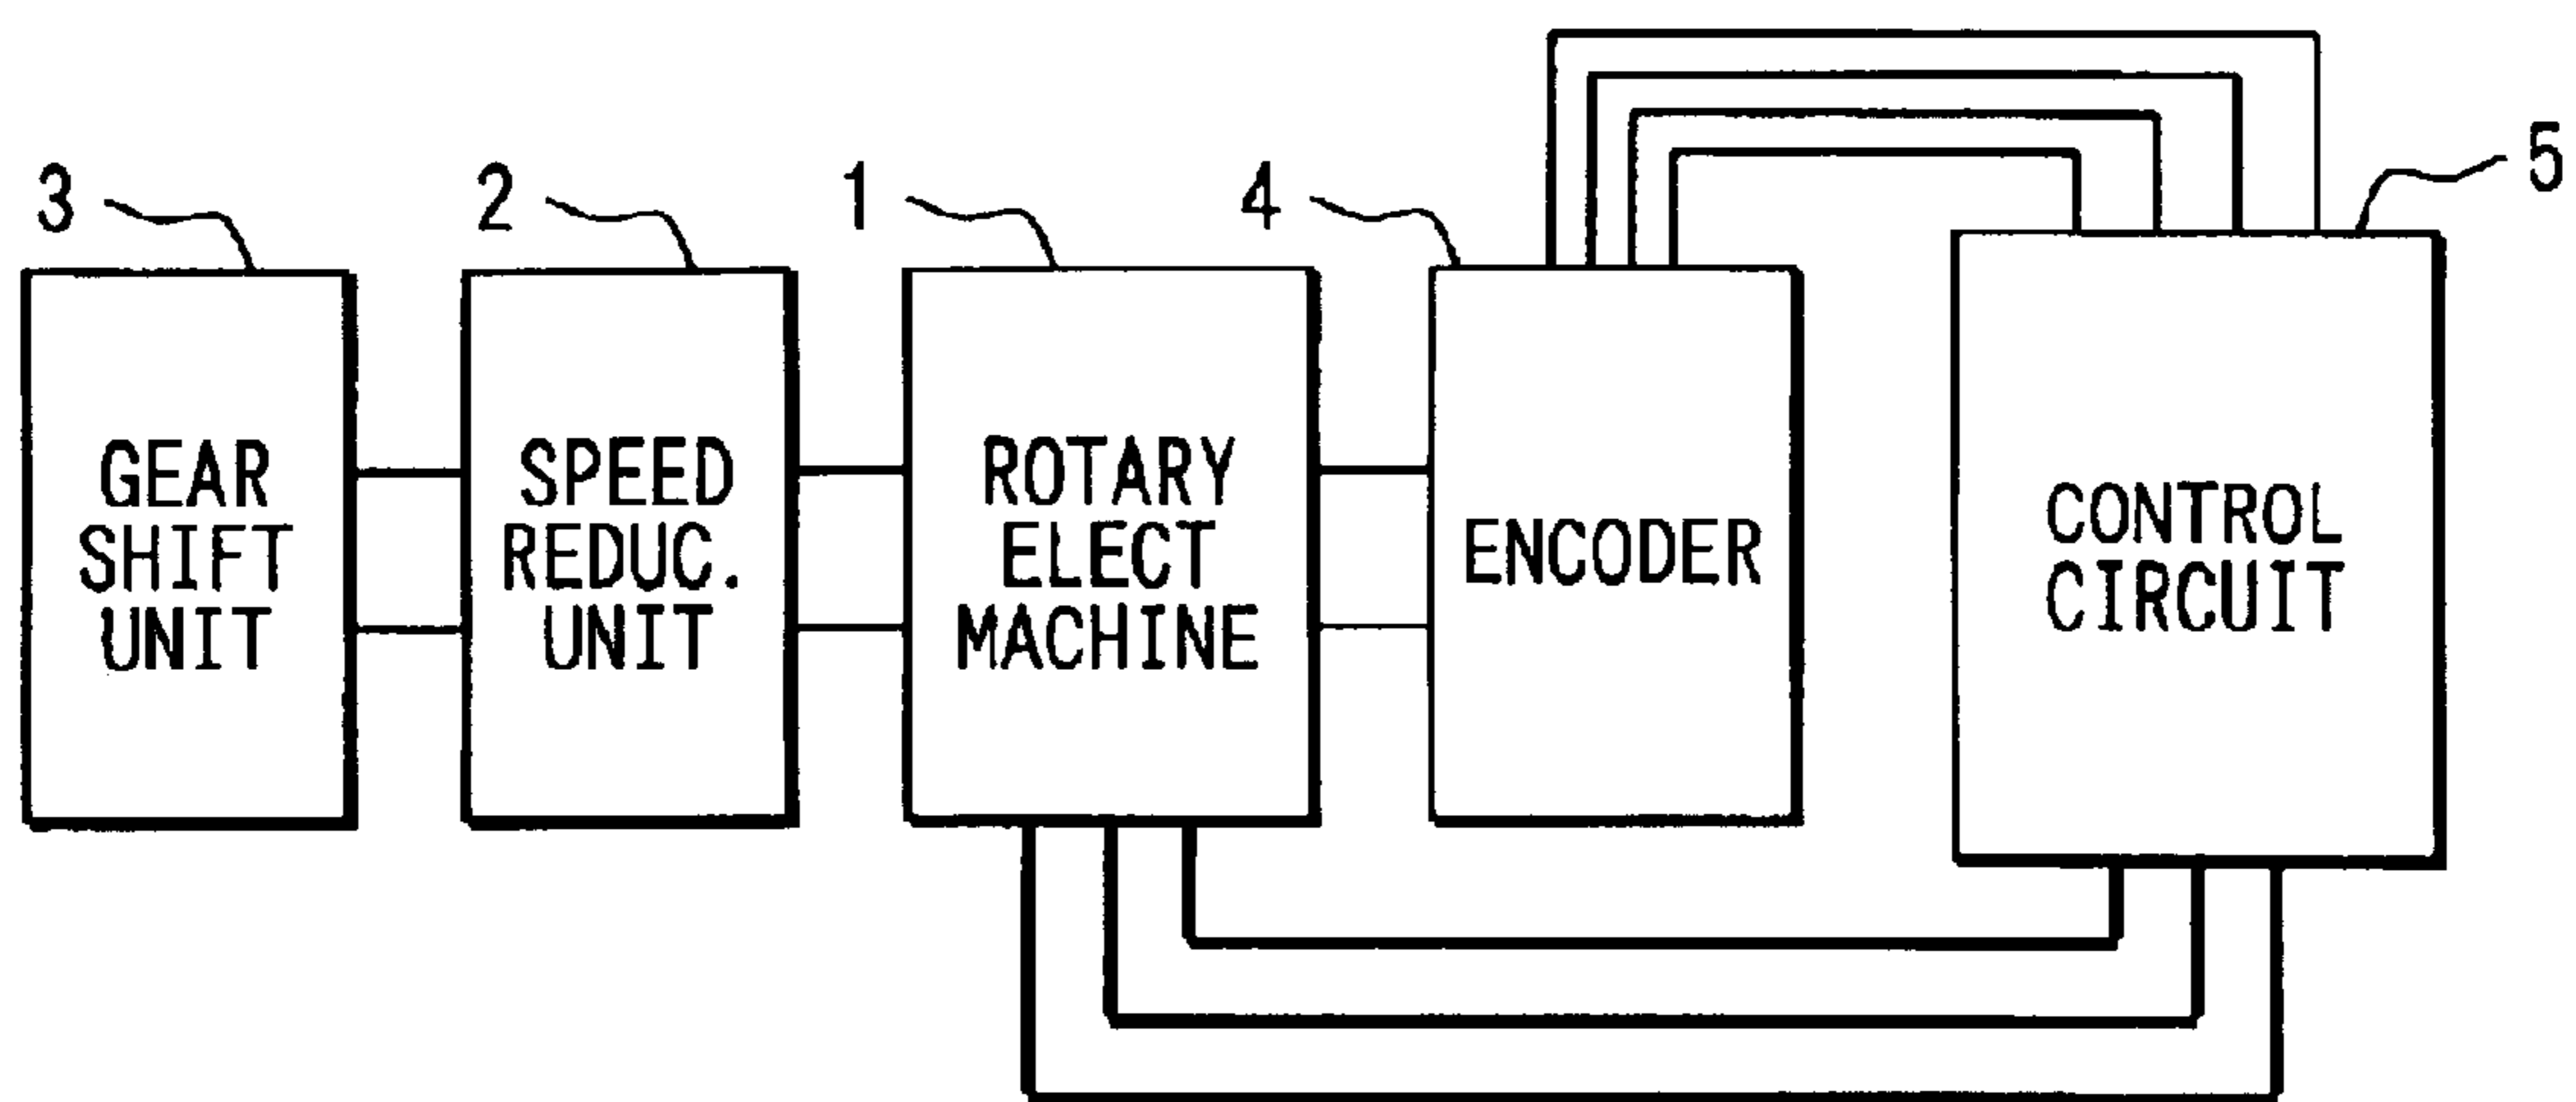 3
2
1
4
5
GEAR
SHIFT
UNIT
SPEED
REDUC.
UNIT
ROTARY
ELECT
MACHINE
ENCODER
CONTROL
CIRCUIT